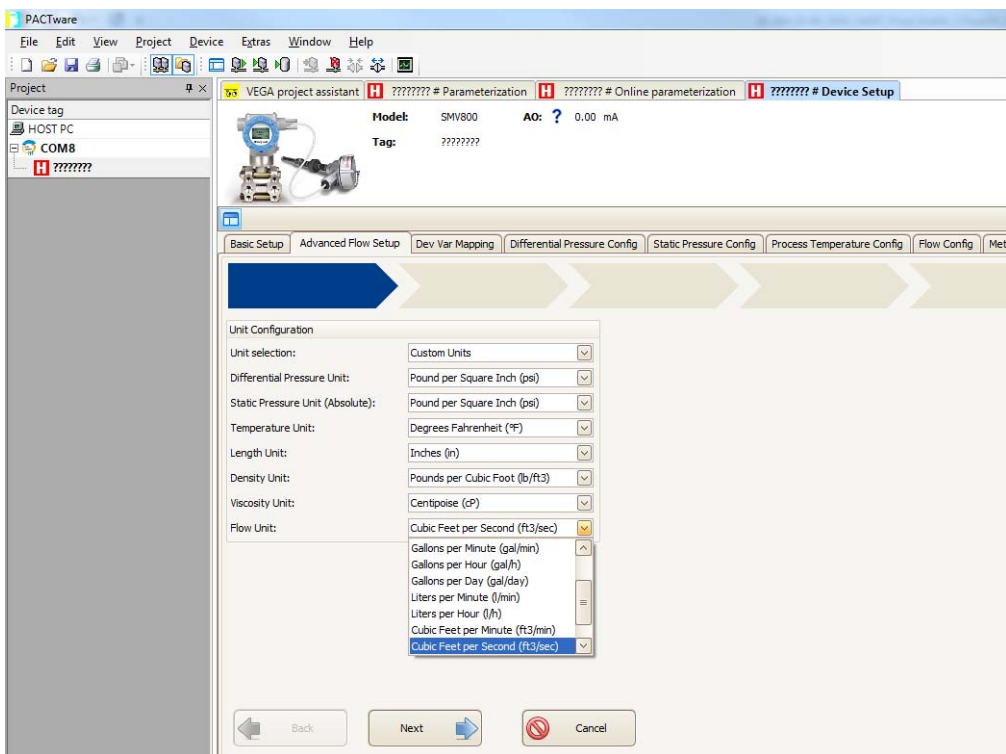 PACTware
File Edit View Project Device Extras Window Help
Project
Device tag
HOST PC
COM8
H ????????
VEGA project assistant H ???????? # Parameterization H ???????? # Online parameterization H ???????? # Device Setup
Model: SMV800 AO: ? 0.00 mA
Tag: ????????
Basic Setup Advanced Flow Setup Dev Var Mapping Differential Pressure Config Static Pressure Config Process Temperature Config Flow Config Met
Unit Configuration
Unit selection: Custom Units
Differential Pressure Unit: Pound per Square Inch (psi)
Static Pressure Unit (Absolute): Pound per Square Inch (psi)
Temperature Unit: Degrees Fahrenheit (ºF)
Length Unit: Inches (in)
Density Unit: Pounds per Cubic Foot (lb/ft3)
Viscosity Unit: Centipoise (cP)
Flow Unit: Cubic Feet per Second (ft3/sec)
Gallons per Minute (gal/min)
Gallons per Hour (gal/h)
Gallons per Day (gal/day)
Liters per Minute (l/min)
Liters per Hour (l/h)
Cubic Feet per Minute (ft3/min)
Cubic Feet per Second (ft3/sec)
Back Next Cancel